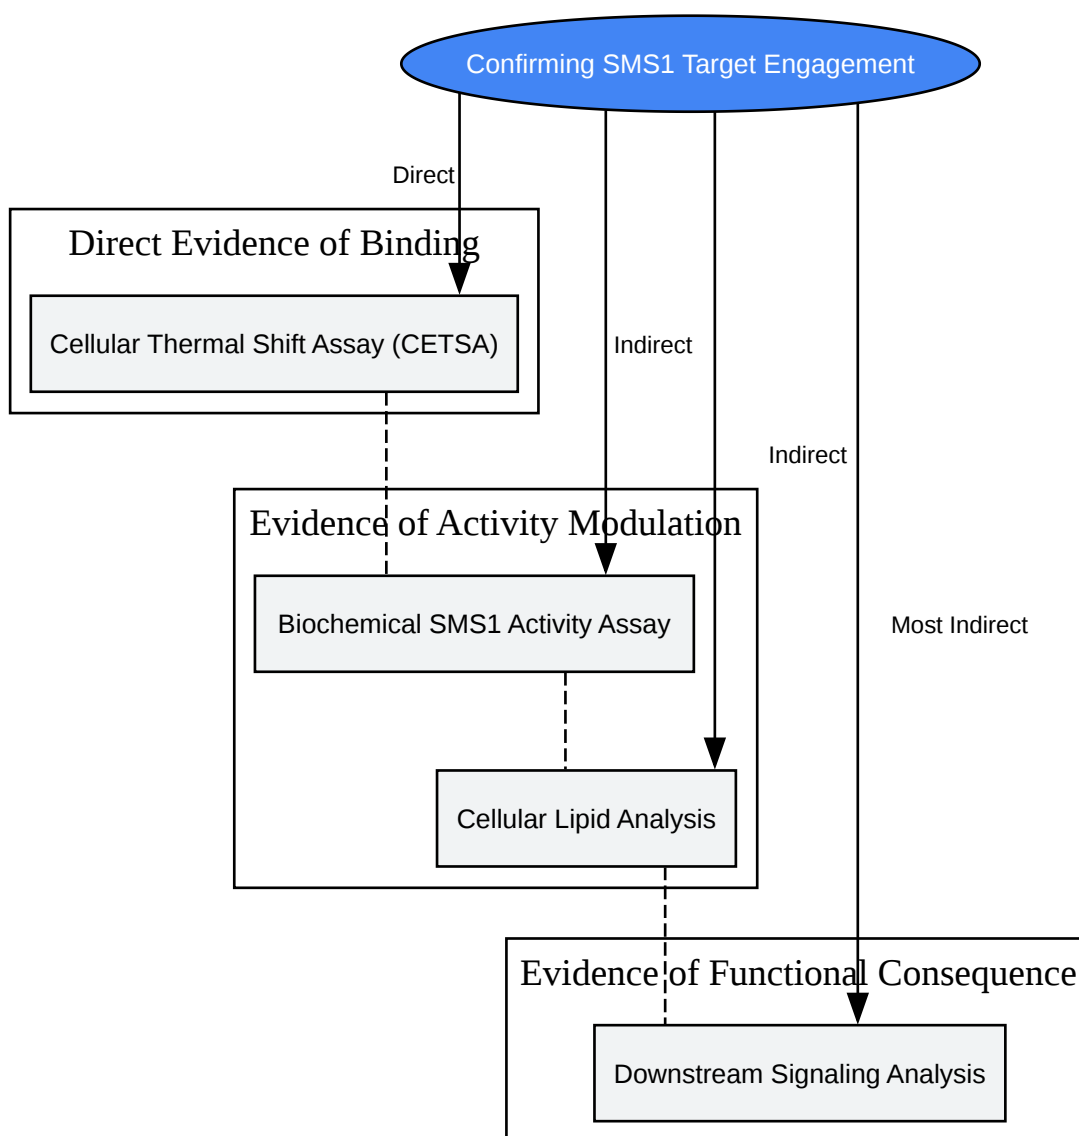 Confirming SMS1 Target Engagement
Direct
Direct Evidence of Binding
Cellular Thermal Shift Assay (CETSA)
Indirect
Indirect
Evidence of Activity Modulation
Biochemical SMS1 Activity Assay
Most Indirect
Cellular Lipid Analysis
Evidence of Functional Consequence
Downstream Signaling Analysis